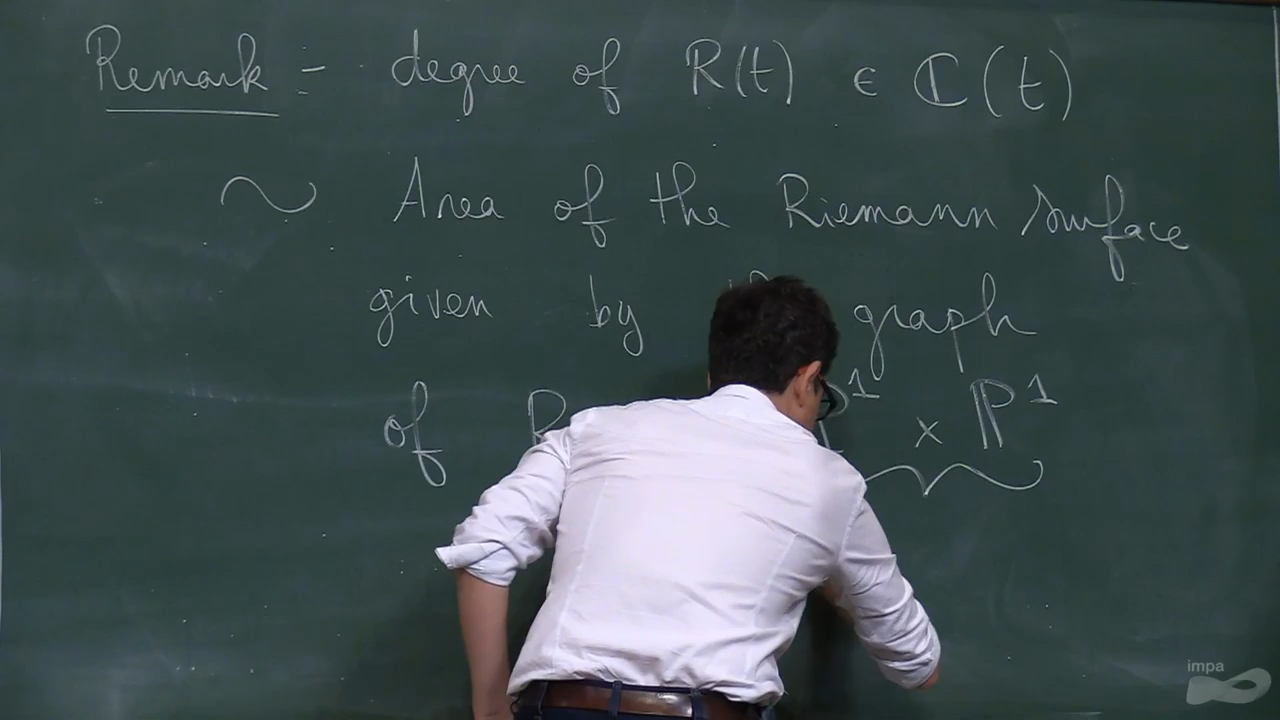 Remark :- degree of R(t) ∈ ℂ(t)
~ Area of the Riemann surface
given by graph
of R ℙ¹ × ℙ¹
impa